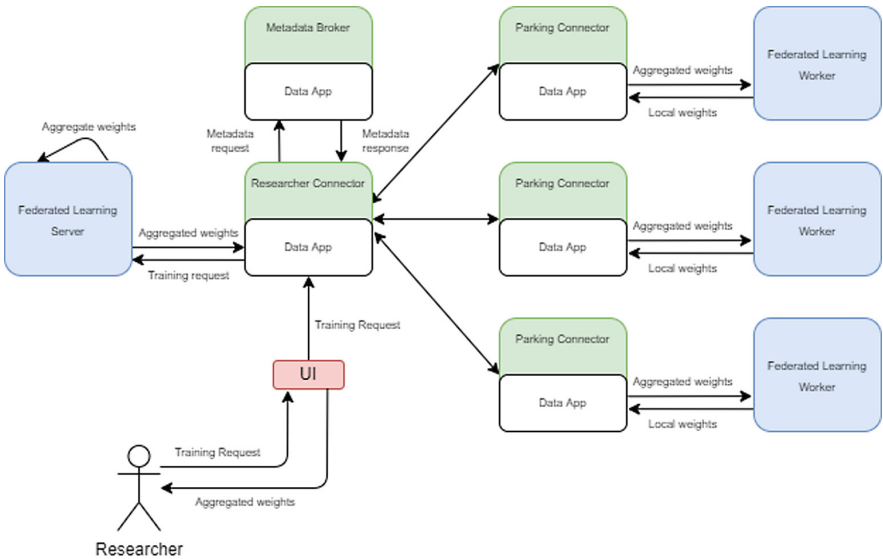 Metadata Broker
Data App
Parking Connector
Data App
Aggregated weights
Local weights
Federated Learning
Worker
Metadata
request
Metadata
response
Aggregate weights
Federated Learning
Server
Aggregated weights
Training request
Researcher Connector
Data App
Parking Connector
Data App
Aggregated weights
Local weights
Federated Learning
Worker
Training Request
UI
Parking Connector
Data App
Aggregated weights
Local weights
Federated Learning
Worker
Training Request
Aggregated weights
Researcher